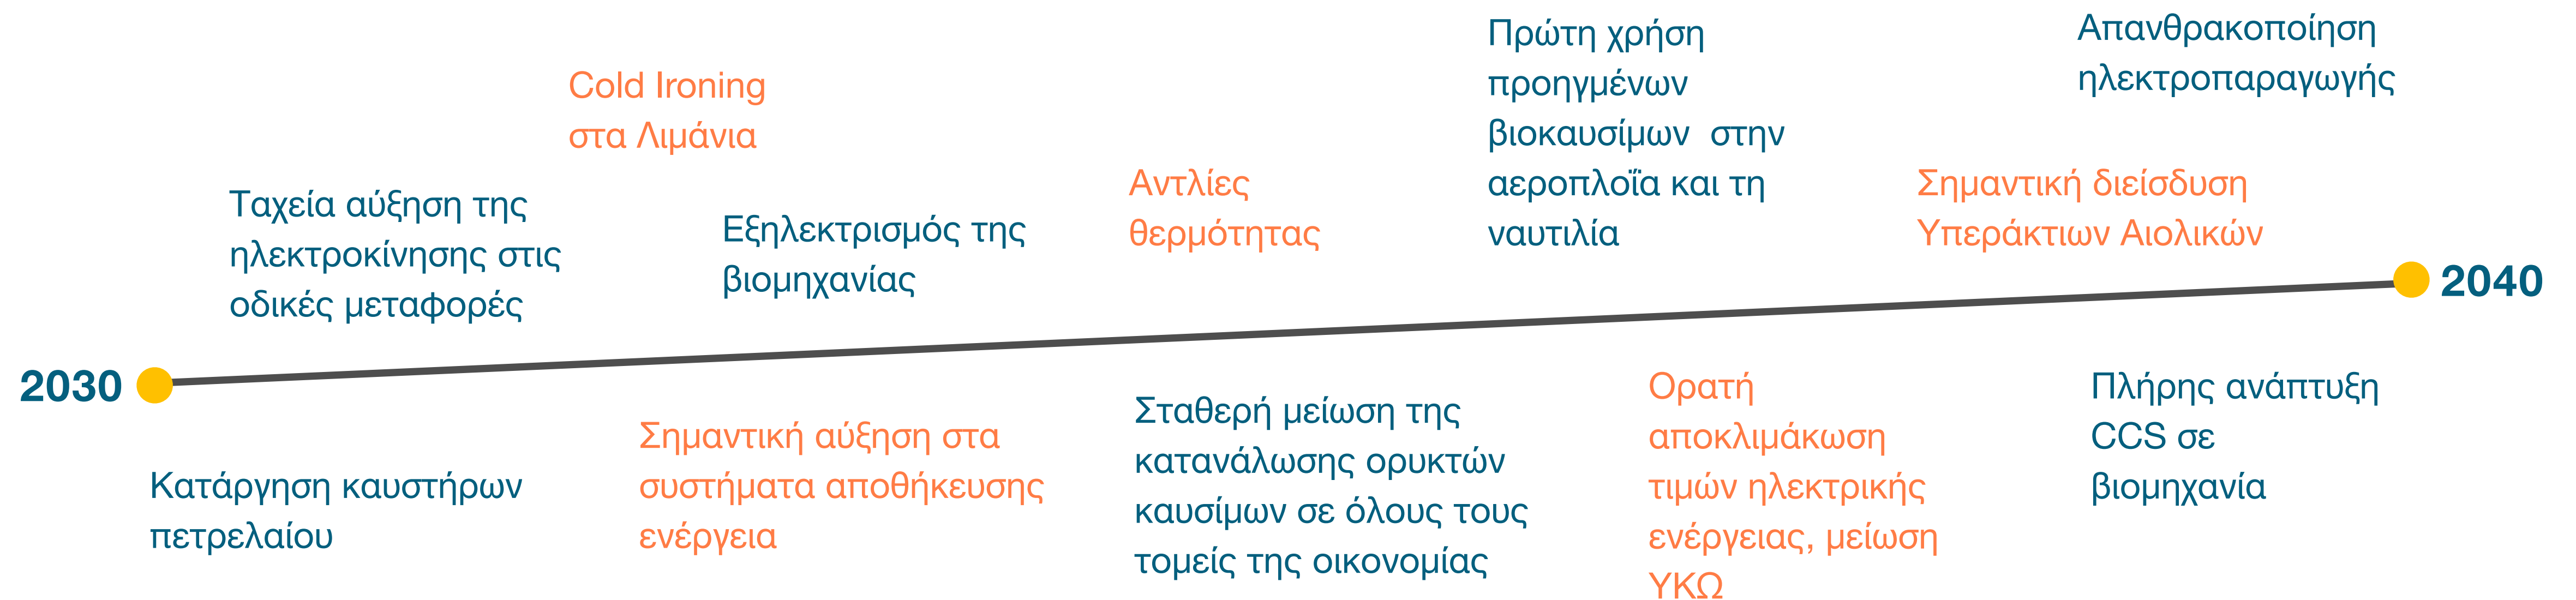 Cold Ironing
στα Λιμάνια
Ταχεία αύξηση της
ηλεκτροκίνησης στις
οδικές μεταφορές
Εξηλεκτρισμός της
βιομηχανίας
Αντλίες
θερμότητας
Πρώτη χρήση
προηγμένων
βιοκαυσίμων  στην
αεροπλοΐα και τη
ναυτιλία
Απανθρακοποίηση
ηλεκτροπαραγωγής
Σημαντική διείσδυση
Υπεράκτιων Αιολικών
2030
2040
Κατάργηση καυστήρων
πετρελαίου
Σημαντική αύξηση στα
συστήματα αποθήκευσης
ενέργεια
Σταθερή μείωση της
κατανάλωσης ορυκτών
καυσίμων σε όλους τους
τομείς της οικονομίας
Ορατή
αποκλιμάκωση
τιμών ηλεκτρικής
ενέργειας, μείωση
ΥΚΩ
Πλήρης ανάπτυξη
CCS σε
βιομηχανία